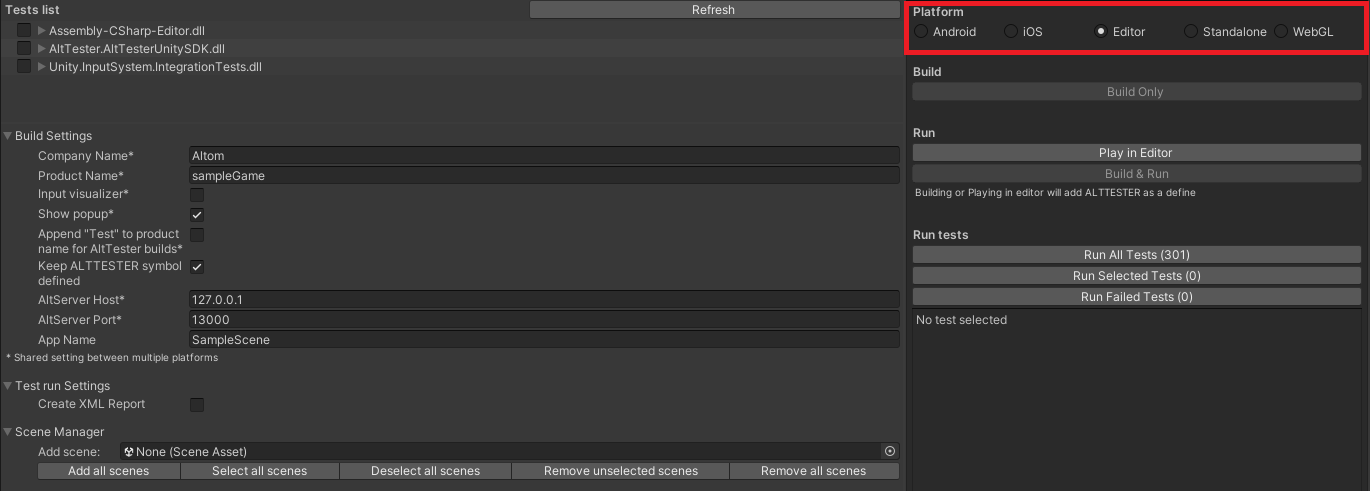 Tests list
Refresh
Assembly-CSharp-Editor.dll
AltTester.AltTesterUnitySDK.dll
Unity.InputSystem.IntegrationTests.dll
Build Settings
Company Name* Altom
Product Name* sampleGame
Input visualizer*
Show popup*
Append "Test" to product
name for AltTester builds*
Keep ALTTESTER symbol
defined
AltServer Host* 127.0.0.1
AltServer Port* 13000
App Name SampleScene
* Shared setting between multiple platforms
Test run Settings
Create XML Report
Scene Manager
Add scene: None (Scene Asset)
Add all scenes Select all scenes Deselect all scenes Remove unselected scenes Remove all scenes
Platform
Android iOS Editor Standalone WebGL
Build
Build Only
Run
Play in Editor
Build & Run
Building or Playing in editor will add ALTTESTER as a define
Run tests
Run All Tests (301)
Run Selected Tests (0)
Run Failed Tests (0)
No test selected